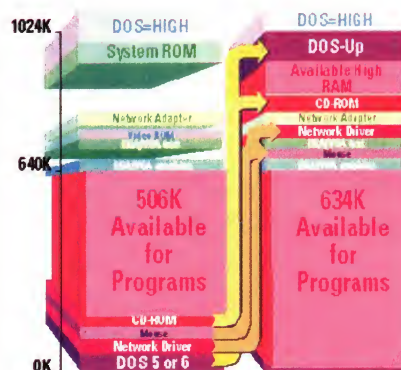 1024K
DOS=HIGH
System ROM
Network Adapter
Video ROM
640K
506K
Available
for
Programs
CD-ROM
Mouse
Network Driver
DOS 5 or 6
0K
DOS=HIGH
DOS-Up
Available High
RAM
CD-ROM
Network Adapter
Network Driver
Mouse
634K
Available
for
Programs